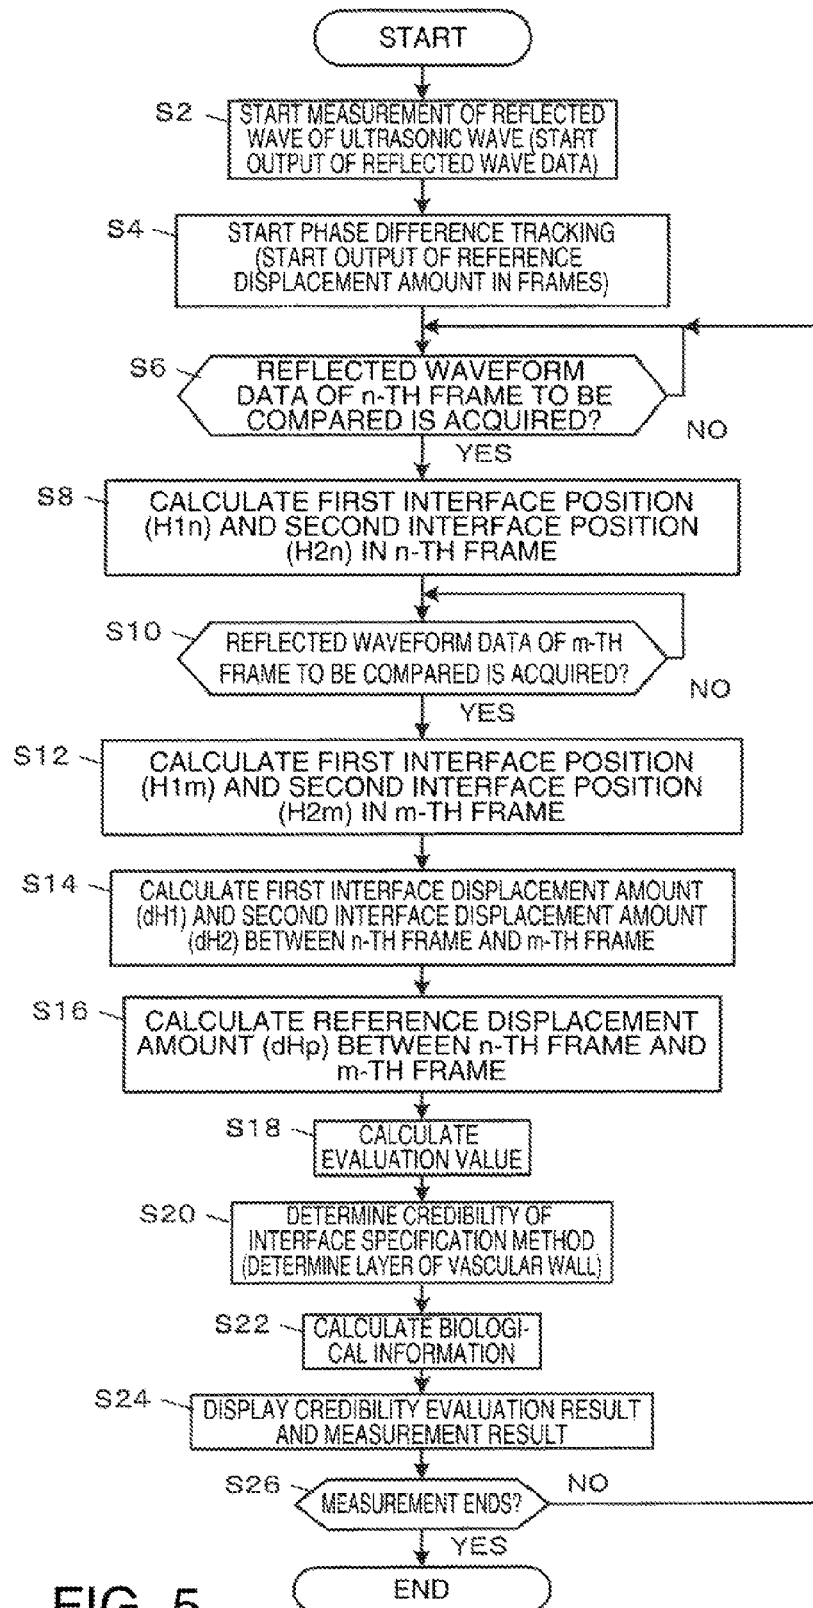 START
S2
START MEASUREMENT OF REFLECTED
WAVE OF ULTRASONIC WAVE (START
OUTPUT OF REFLECTED WAVE DATA)
S4
START PHASE DIFFERENCE TRACKING
(START OUTPUT OF REFERENCE
DISPLACEMENT AMOUNT IN FRAMES)
S6
REFLECTED WAVEFORM
DATA OF n-TH FRAME TO BE
COMPARED IS ACQUIRED?
NO
YES
S8
CALCULATE FIRST INTERFACE POSITION
(H1n) AND SECOND INTERFACE POSITION
(H2n) IN n-TH FRAME
S10
REFLECTED WAVEFORM DATA OF m-TH
FRAME TO BE COMPARED IS ACQUIRED?
NO
YES
S12
CALCULATE FIRST INTERFACE POSITION
(H1m) AND SECOND INTERFACE POSITION
(H2m) IN m-TH FRAME
S14
CALCULATE FIRST INTERFACE DISPLACEMENT AMOUNT
(dH1) AND SECOND INTERFACE DISPLACEMENT AMOUNT
(dH2) BETWEEN n-TH FRAME AND m-TH FRAME
S16
CALCULATE REFERENCE DISPLACEMENT
AMOUNT (dHp) BETWEEN n-TH FRAME AND
m-TH FRAME
S18
CALCULATE
EVALUATION VALUE
S20
DETERMINE CREDIBILITY OF
INTERFACE SPECIFICATION METHOD
(DETERMINE LAYER OF VASCULAR WALL)
S22
CALCULATE BIOLOGI-
CAL INFORMATION
S24
DISPLAY CREDIBILITY EVALUATION RESULT
AND MEASUREMENT RESULT
S26
MEASUREMENT ENDS?
NO
YES
END
FIG. 5